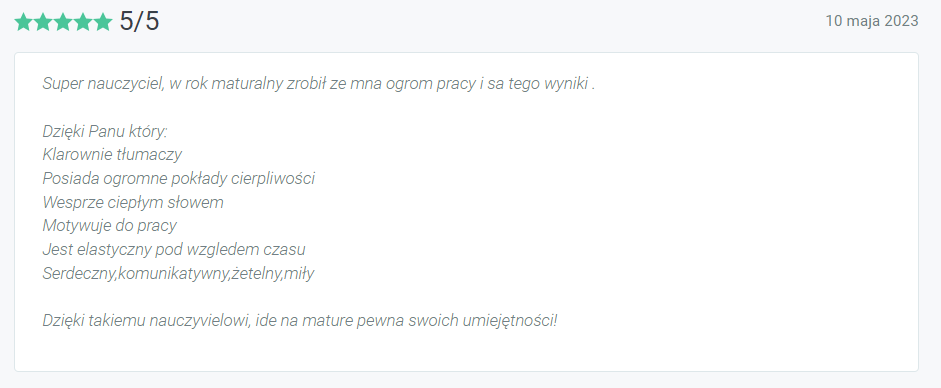 5/5
10 maja 2023
Super nauczyciel, w rok maturalny zrobił ze mna ogrom pracy i sa tego wyniki .
Dzięki Panu który:
Klarownie tłumaczy
Posiada ogromne pokłady cierpliwości
Wesprze ciepłym słowem
Motywuje do pracy
Jest elastyczny pod wzgledem czasu
Serdeczny,komunikatywny,żetelny,miły
Dzięki takiemu nauczyvielowi, ide na mature pewna swoich umiejętności!